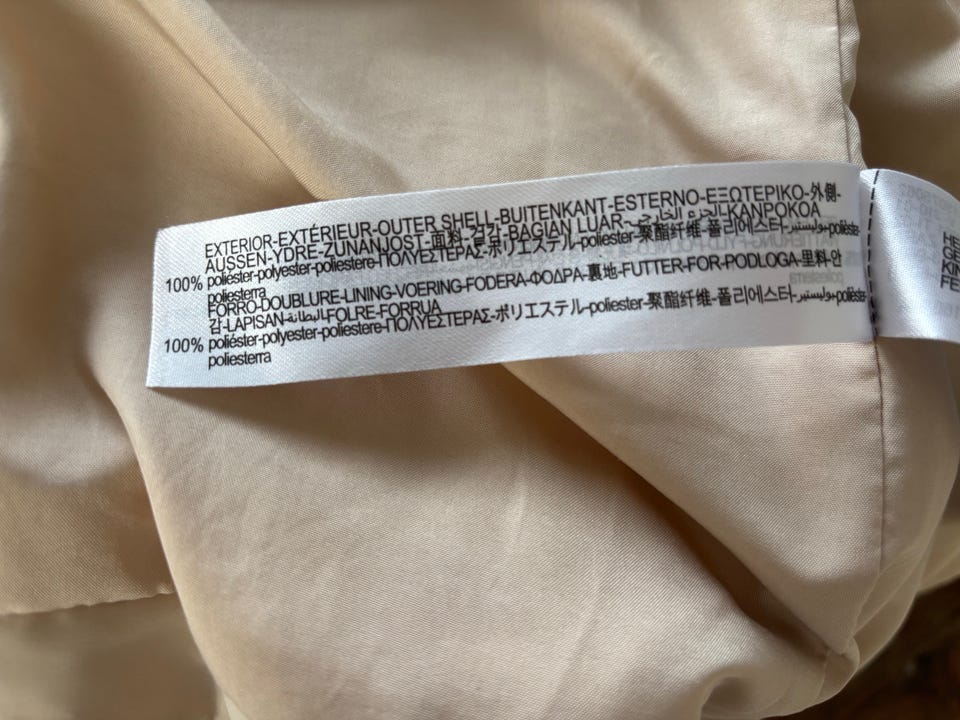 EXTERIOR-EXTÉRIEUR-OUTER SHELL-BUITENKANT-ESTERNO-ΕΞΩΤΕΡΙΚΟ-外側-
AUSSEN-YDRE-ZUNANJOST-面料-겉감-BAGIAN LUAR-الجزء الخارجي-KANPOKOA
100% poliéster-polyester-poliestere-ΠΟΛΥΕΣΤΕΡΑΣ-ポリエステル-poliester-聚酯纤维-폴리에스터-بوليستير-polièster-
poliesterra
FORRO-DOUBLURE-LINING-VOERING-FODERA-ΦΟΔΡΑ-裏地-FUTTER-FOR-PODLOGA-里料-안
감-LAPISAN-البطانة-FOLRE-FORRUA
100% poliéster-polyester-poliestere-ΠΟΛΥΕΣΤΕΡΑΣ-ポリエステル-poliester-聚酯纤维-폴리에스터-بوليستير-polièster-
poliesterra